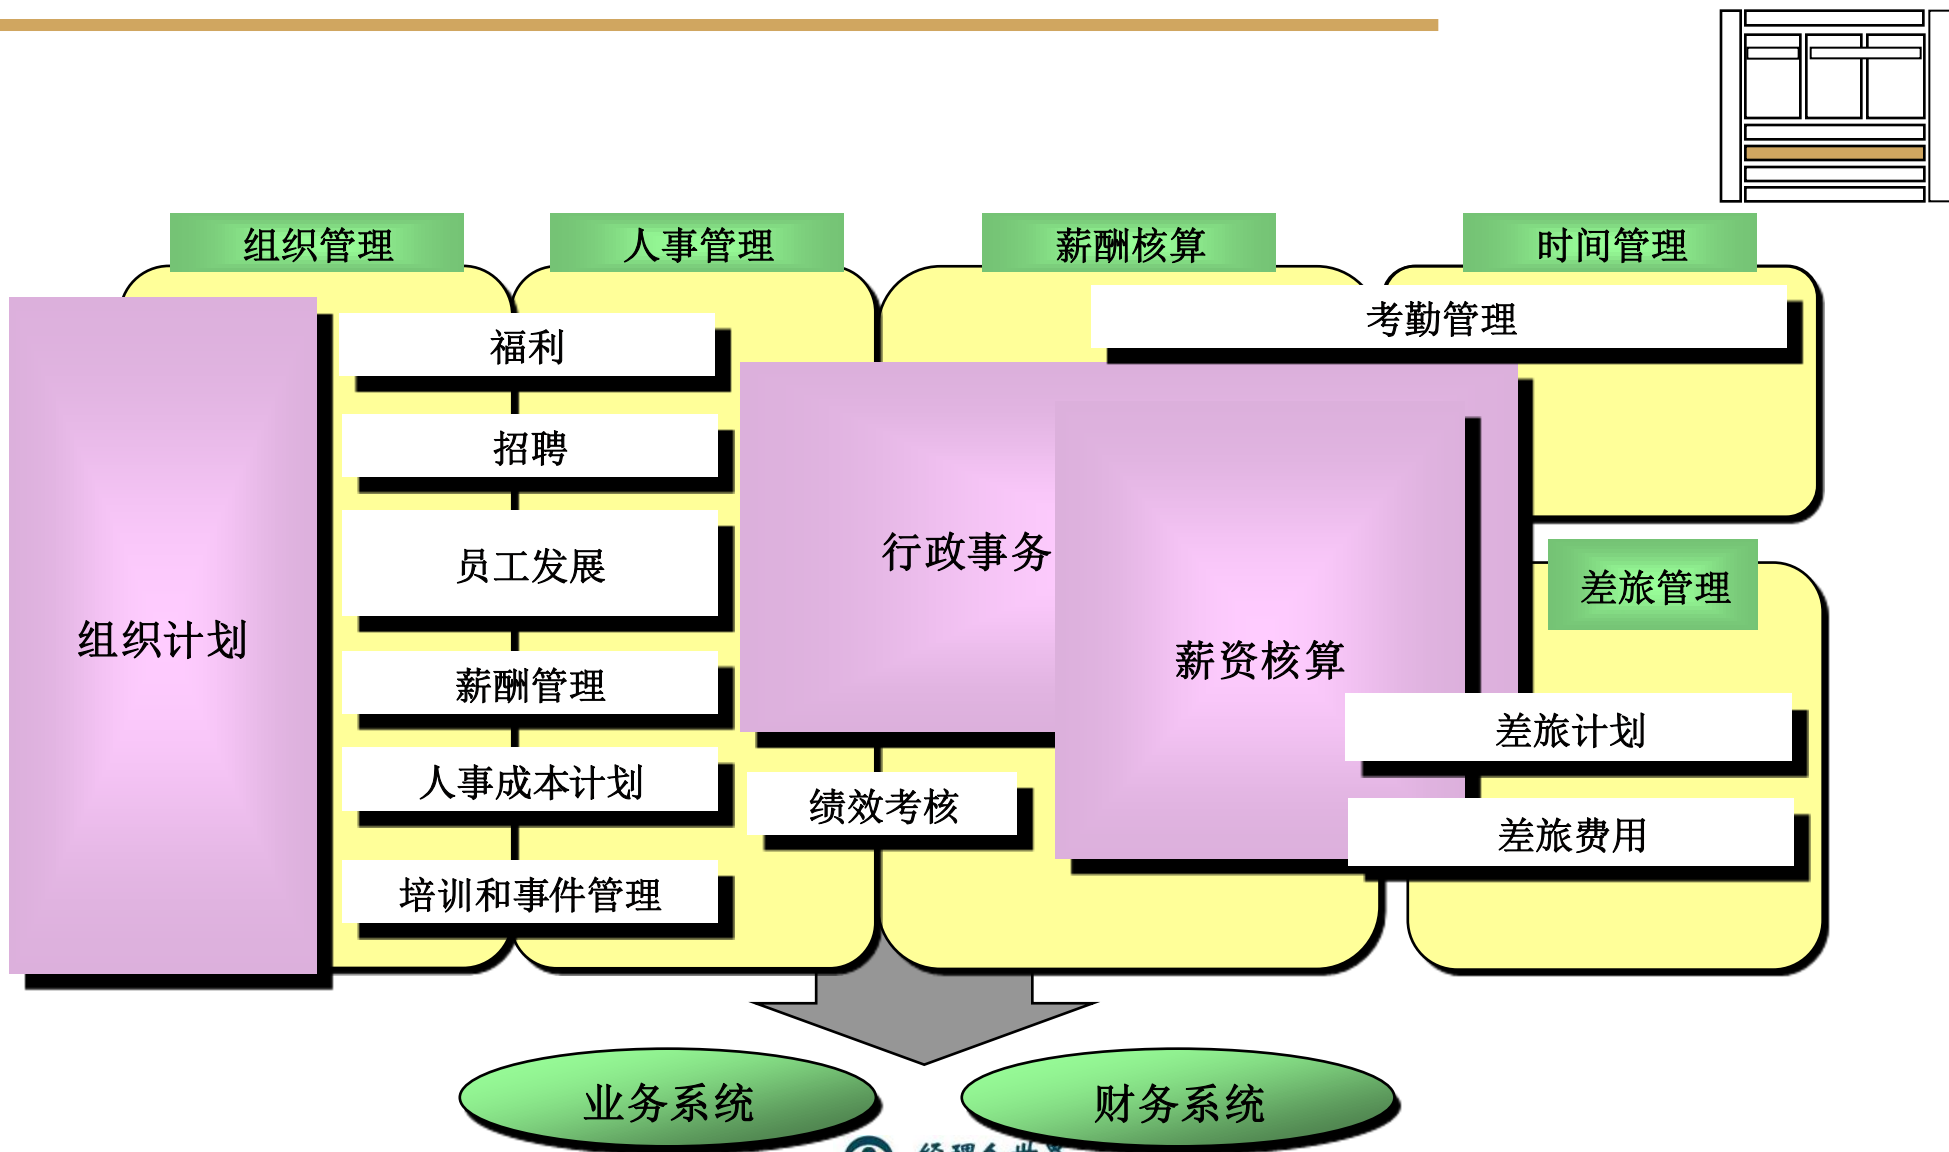 组织管理
人事管理
薪酬核算
时间管理
考勤管理
福利
招聘
行政事务
员工发展
差旅管理
组织计划
薪资核算
薪酬管理
差旅计划
人事成本计划
绩效考核
差旅费用
培训和事件管理
业务系统
财务系统